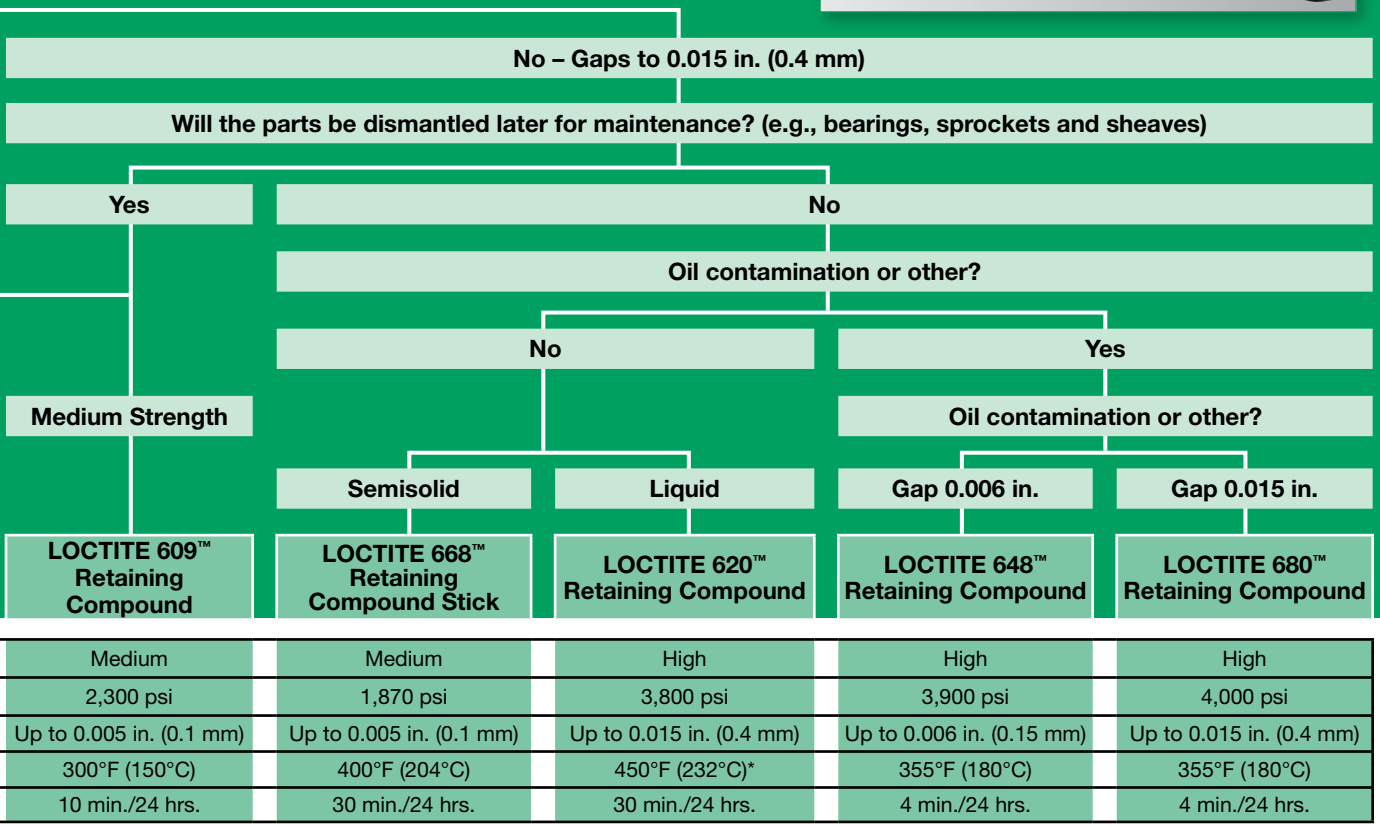 No – Gaps to 0.015 in. (0.4 mm)
Will the parts be dismantled later for maintenance? (e.g., bearings, sprockets and sheaves)
Yes
No
Oil contamination or other?
No
Yes
Medium Strength
Oil contamination or other?
Semisolid
Liquid
Gap 0.006 in.
Gap 0.015 in.
LOCTITE 609™
Retaining
Compound
LOCTITE 668™
Retaining
Compound Stick
LOCTITE 620™
Retaining Compound
LOCTITE 648™
Retaining Compound
LOCTITE 680™
Retaining Compound
Medium Medium High High High
2,300 psi 1,870 psi 3,800 psi 3,900 psi 4,000 psi
Up to 0.005 in. (0.1 mm) Up to 0.005 in. (0.1 mm) Up to 0.015 in. (0.4 mm) Up to 0.006 in. (0.15 mm) Up to 0.015 in. (0.4 mm)
300°F (150°C) 400°F (204°C) 450°F (232°C)* 355°F (180°C) 355°F (180°C)
10 min./24 hrs. 30 min./24 hrs. 30 min./24 hrs. 4 min./24 hrs. 4 min./24 hrs.